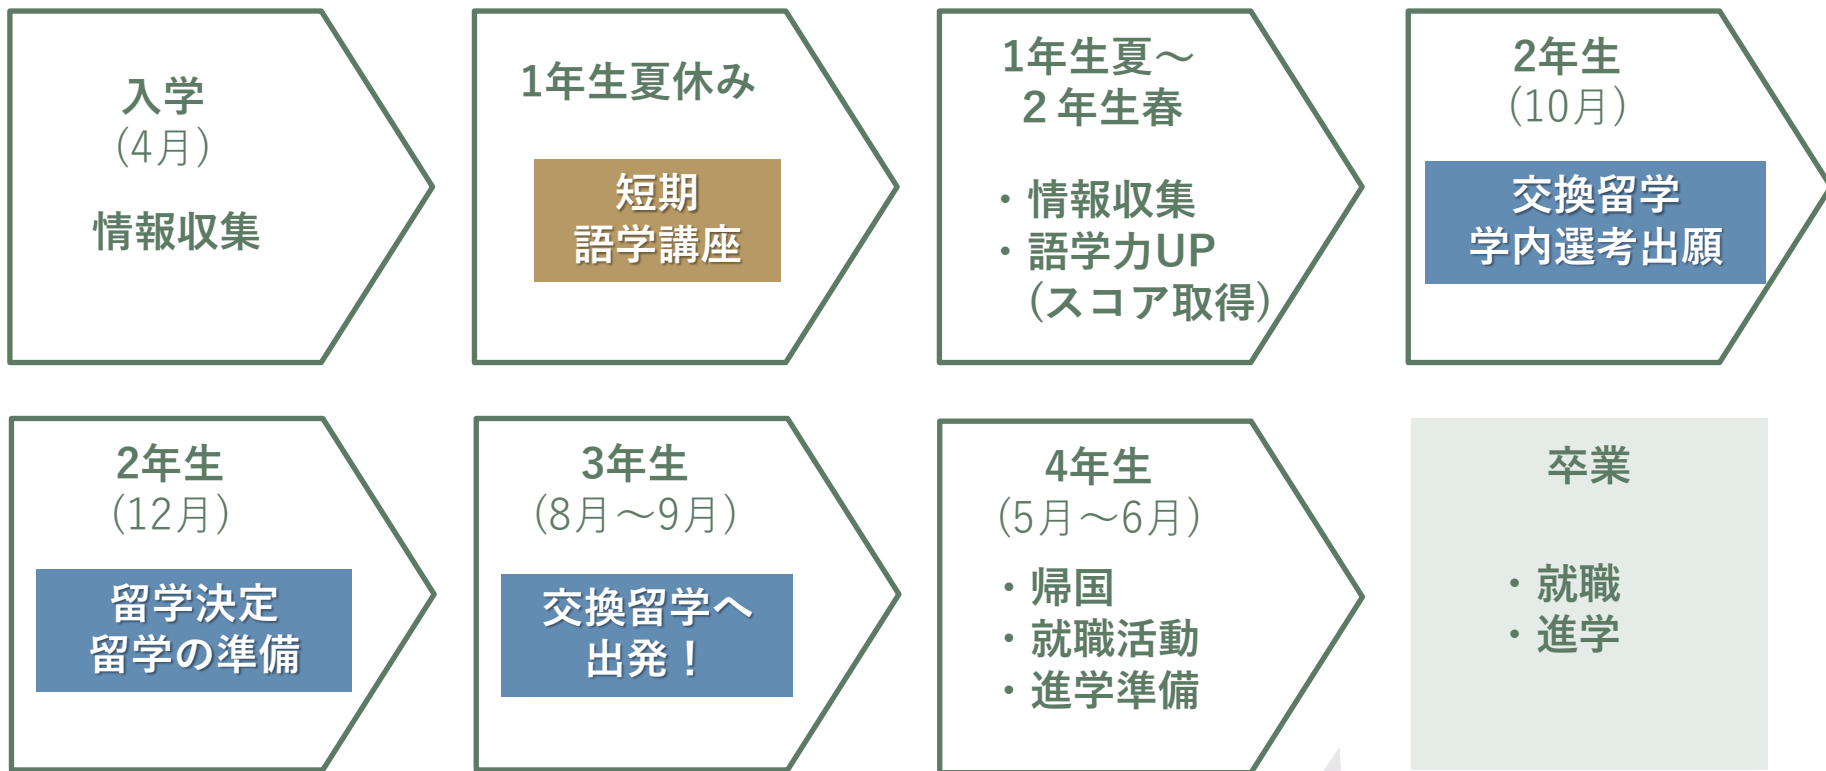 入学
(4月)
情報収集
1年生夏休み
短期
語学講座
1年生夏～
２年生春
・情報収集
・語学力UP
(スコア取得)
2年生
(10月)
交換留学
学内選考出願
2年生
(12月)
留学決定
留学の準備
3年生
(8月～9月)
交換留学へ
出発！
4年生
(5月～6月)
・帰国
・就職活動
・進学準備
卒業
・就職
・進学